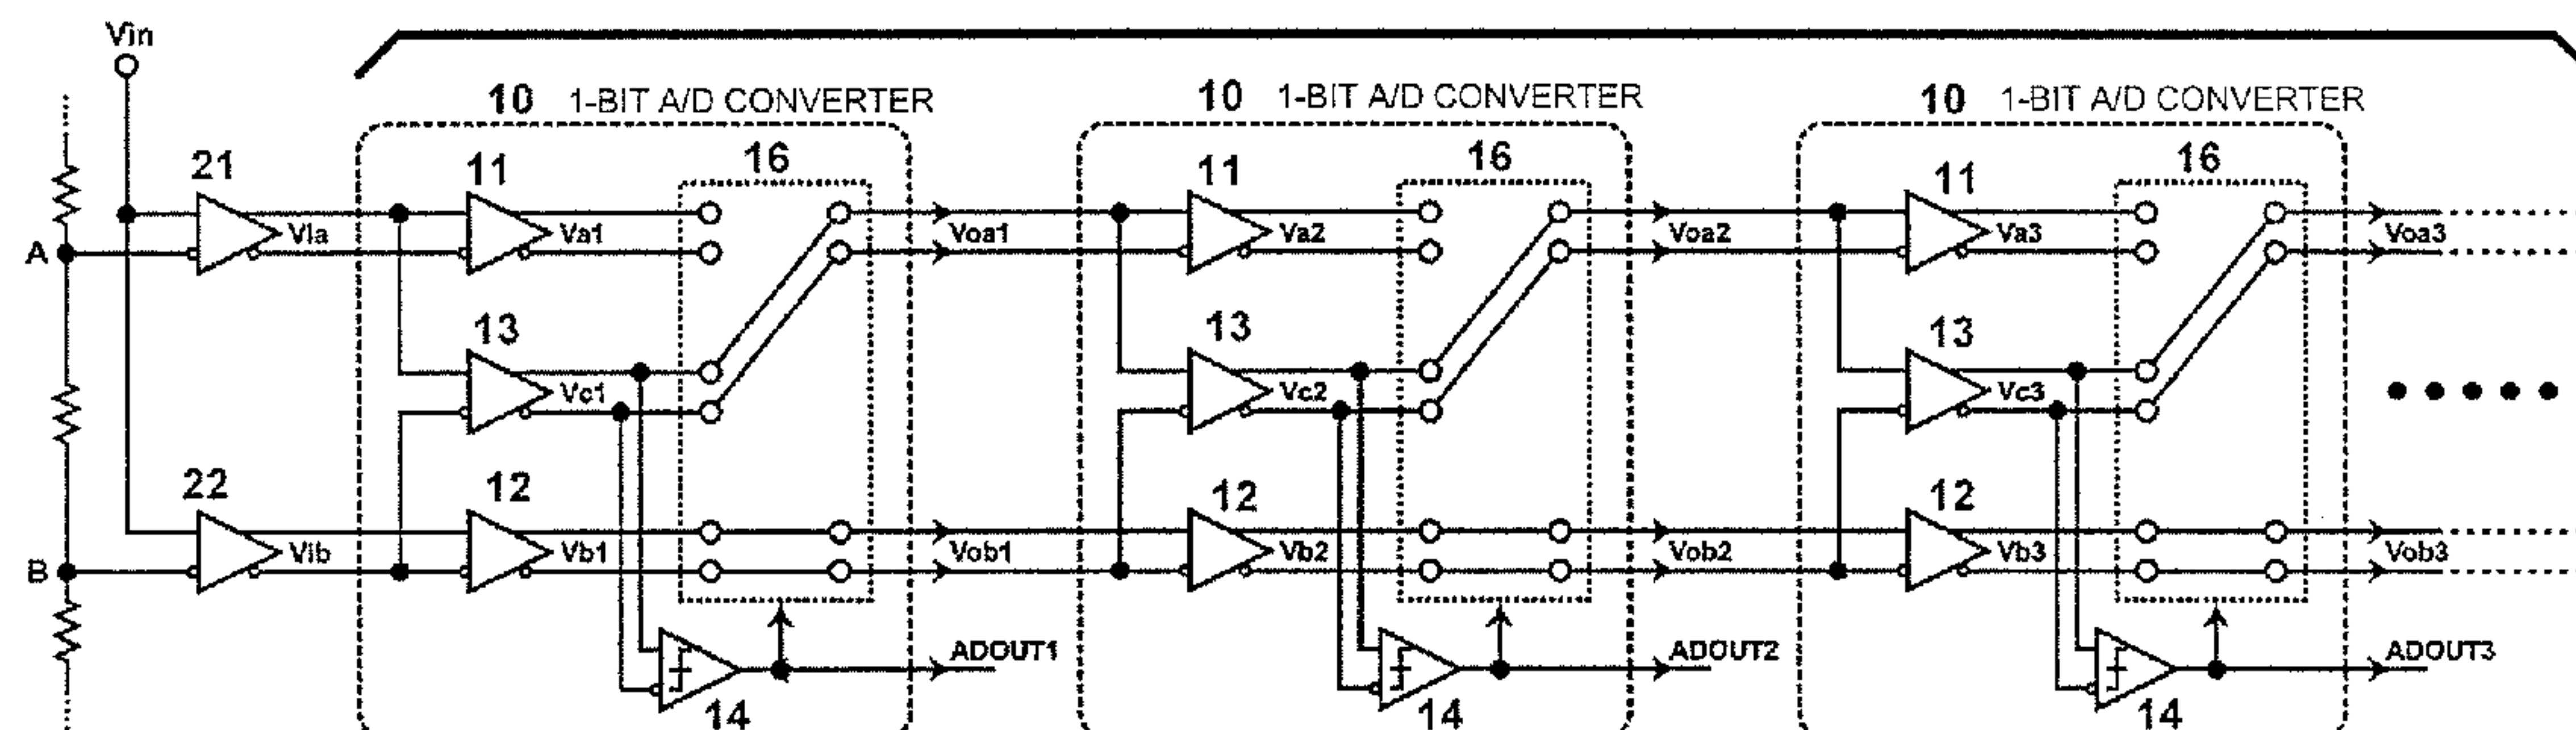 Vin
10 1-BIT A/D CONVERTER
10 1-BIT A/D CONVERTER
10 1-BIT A/D CONVERTER
21
11
16
11
16
11
16
A
Via
Va1
Voa1
Va2
Voa2
Va3
Voa3
13
13
13
Vc1
Vc2
Vc3
22
12
12
12
B
Vib
Vb1
Vob1
Vb2
Vob2
Vb3
Vob3
ADOUT1
ADOUT2
ADOUT3
14
14
14